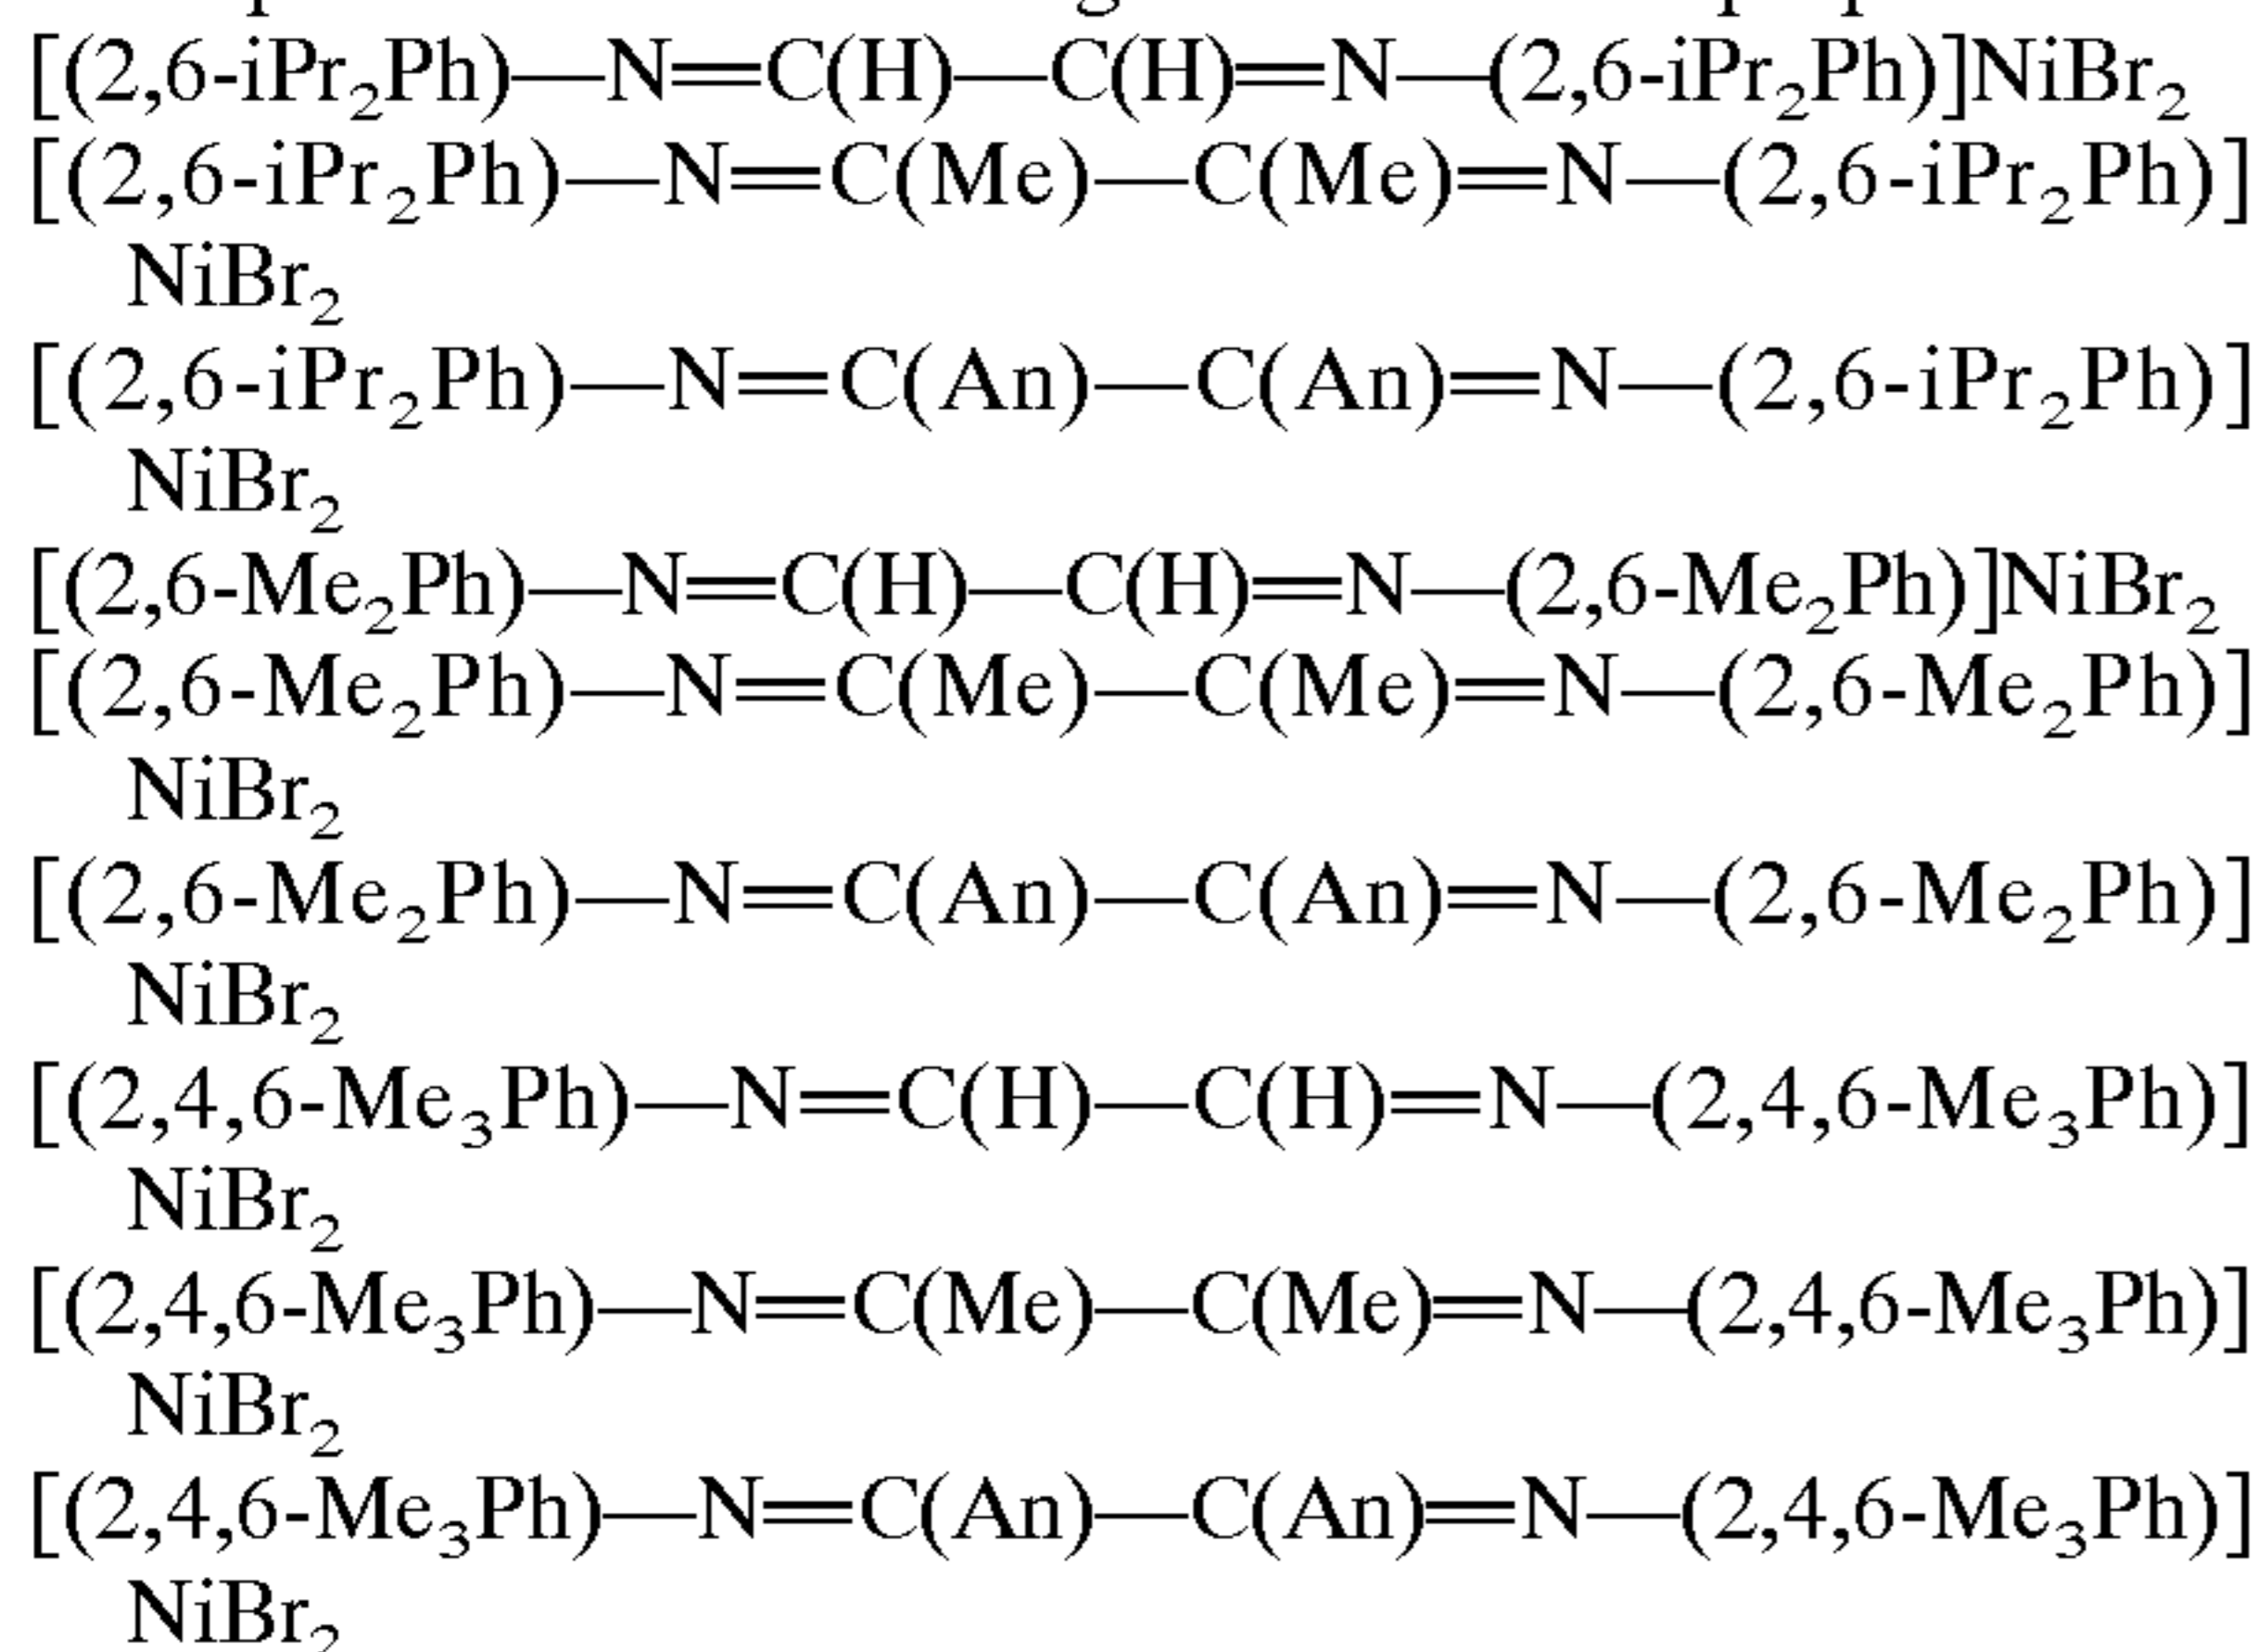 [(2,6-iPr₂Ph)—N=C(H)—C(H)=N—(2,6-iPr₂Ph)]NiBr₂
[(2,6-iPr₂Ph)—N=C(Me)—C(Me)=N—(2,6-iPr₂Ph)]
NiBr₂
[(2,6-iPr₂Ph)—N=C(An)—C(An)=N—(2,6-iPr₂Ph)]
NiBr₂
[(2,6-Me₂Ph)—N=C(H)—C(H)=N—(2,6-Me₂Ph)]NiBr₂
[(2,6-Me₂Ph)—N=C(Me)—C(Me)=N—(2,6-Me₂Ph)]
NiBr₂
[(2,6-Me₂Ph)—N=C(An)—C(An)=N—(2,6-Me₂Ph)]
NiBr₂
[(2,4,6-Me₃Ph)—N=C(H)—C(H)=N—(2,4,6-Me₃Ph)]
NiBr₂
[(2,4,6-Me₃Ph)—N=C(Me)—C(Me)=N—(2,4,6-Me₃Ph)]
NiBr₂
[(2,4,6-Me₃Ph)—N=C(An)—C(An)=N—(2,4,6-Me₃Ph)]
NiBr₂